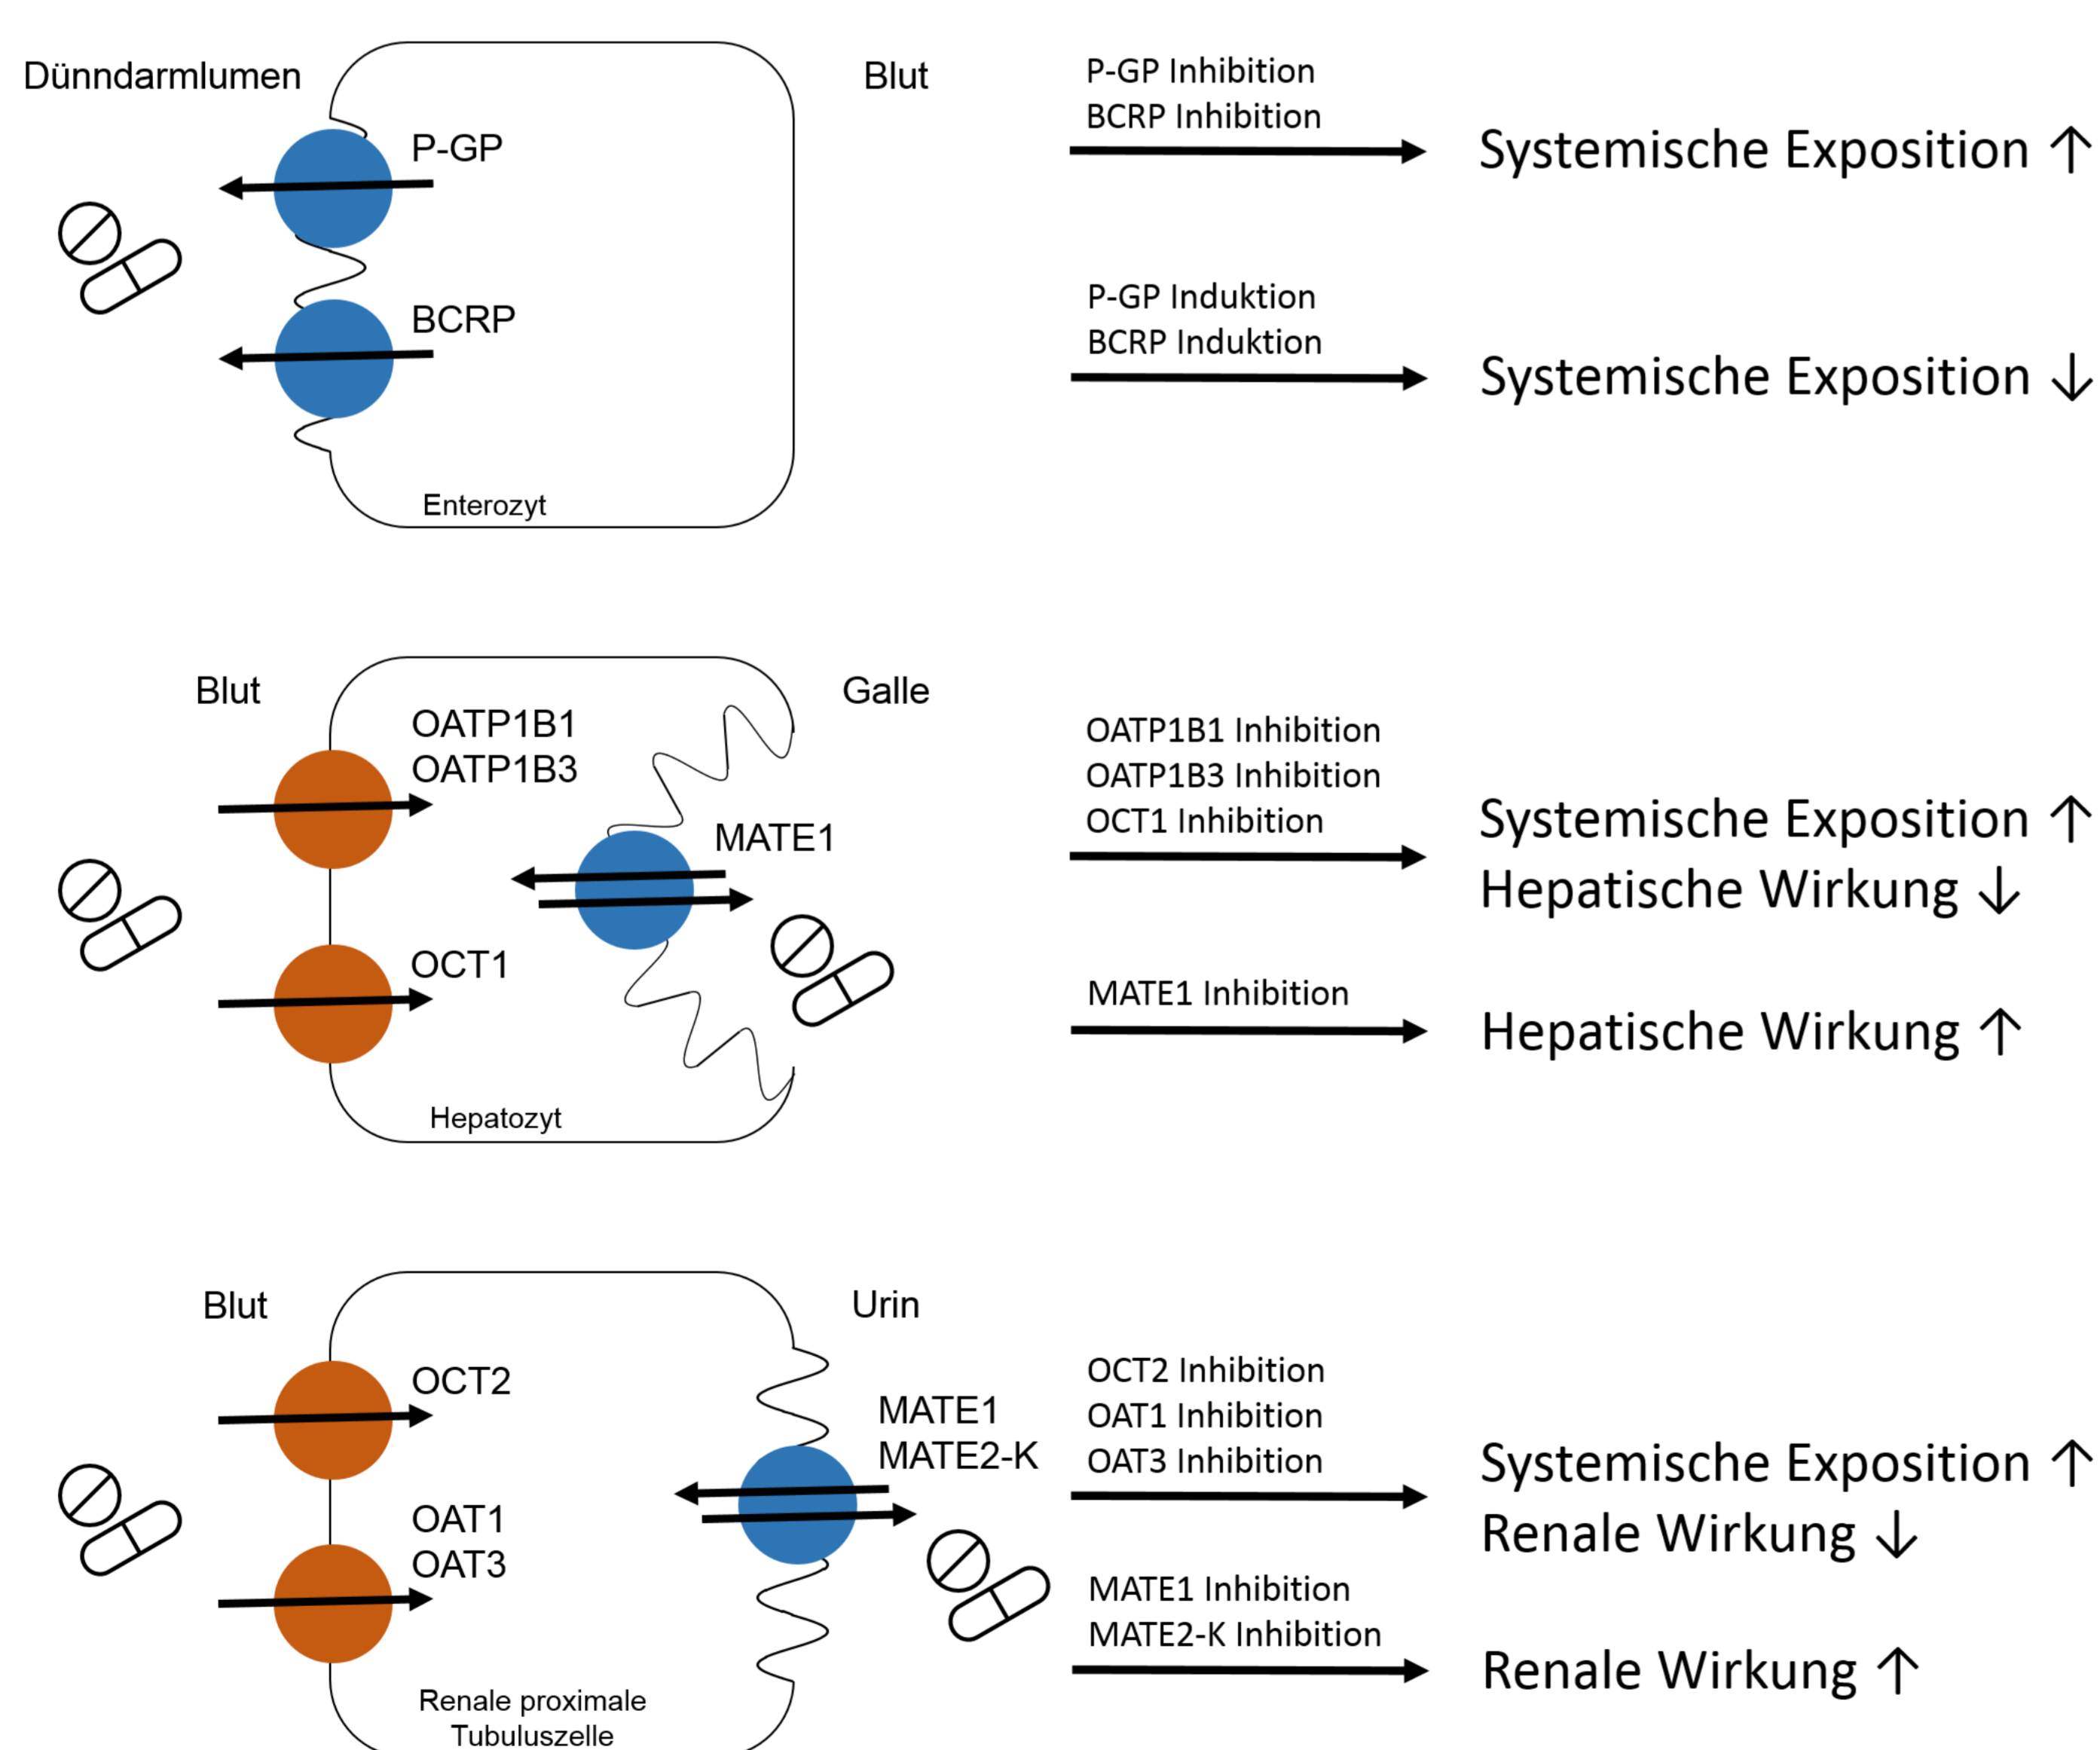 Dünndarmlumen
Blut
P-GP
BCRP
Enterozyt
P-GP Inhibition
BCRP Inhibition
Systemische Exposition ↑
P-GP Induktion
BCRP Induktion
Systemische Exposition ↓
Blut
Galle
OATP1B1
OATP1B3
MATE1
OCT1
Hepatozyt
OATP1B1 Inhibition
OATP1B3 Inhibition
OCT1 Inhibition
Systemische Exposition ↑
Hepatische Wirkung ↓
MATE1 Inhibition
Hepatische Wirkung ↑
Blut
Urin
OCT2
OAT1
OAT3
MATE1
MATE2-K
Renale proximale
Tubuluszelle
OCT2 Inhibition
OAT1 Inhibition
OAT3 Inhibition
Systemische Exposition ↑
Renale Wirkung ↓
MATE1 Inhibition
MATE2-K Inhibition
Renale Wirkung ↑